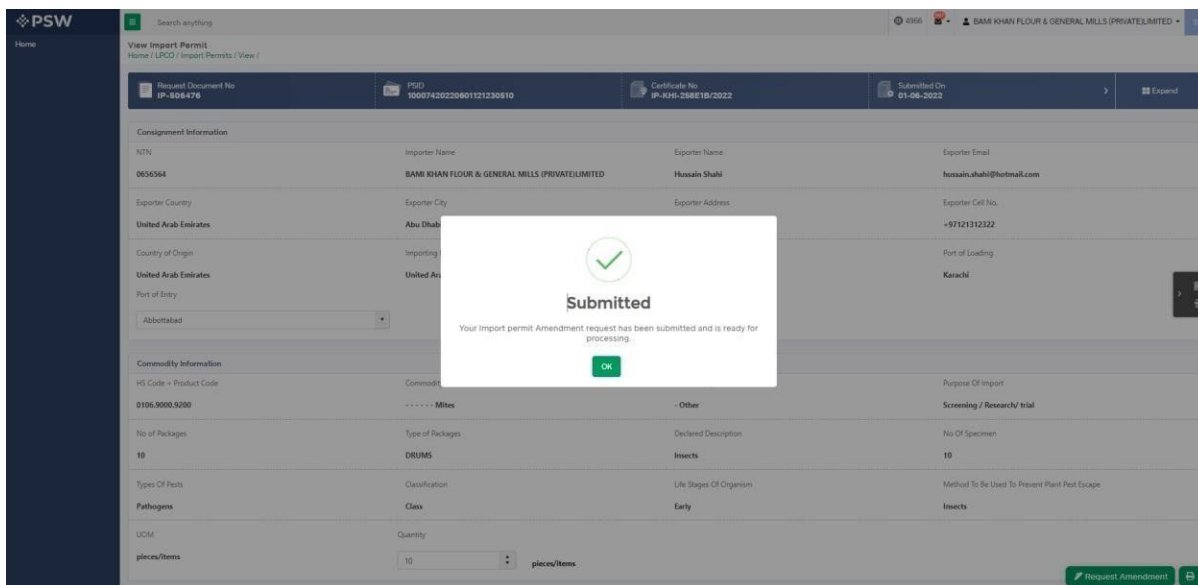 PSW
Search anything
4966
BAMI KHAN FLOUR & GENERAL MILLS (PRIVATE)LIMITED
Home
View Import Permit
Home / LPCO / Import Permits / View /
Request Document No
IP-506476
PSID
10007420220601121230510
Certificate No
IP-KHI-258E1B/2022
Submitted On
01-06-2022
Expand
Consignment Information
NTN
Importer Name
Exporter Name
Exporter Email
0656564
BAMI KHAN FLOUR & GENERAL MILLS (PRIVATE)LIMITED
Hussain Shahi
hussain.shahi@hotmail.com
Exporter Country
Exporter City
Exporter Address
Exporter Cell No.
United Arab Emirates
Abu Dhab
+97121312322
Country of Origin
Importing
Port of Loading
United Arab Emirates
United Ara
Karachi
Port of Entry
Abbottabad
Submitted
Your Import permit Amendment request has been submitted and is ready for
processing.
OK
Commodity Information
HS Code + Product Code
Commodit
Purpose Of Import
0106.9000.9200
- - - - - - Mites
- Other
Screening / Research/ trial
No of Packages
Type of Packages
Declared Description
No Of Specimen
10
DRUMS
Insects
10
Types Of Pests
Classification
Life Stages Of Organism
Method To Be Used To Prevent Plant Pest Escape
Pathogens
Class
Early
Insects
UOM
Quantity
pieces/items
10
pieces/items
Request Amendment